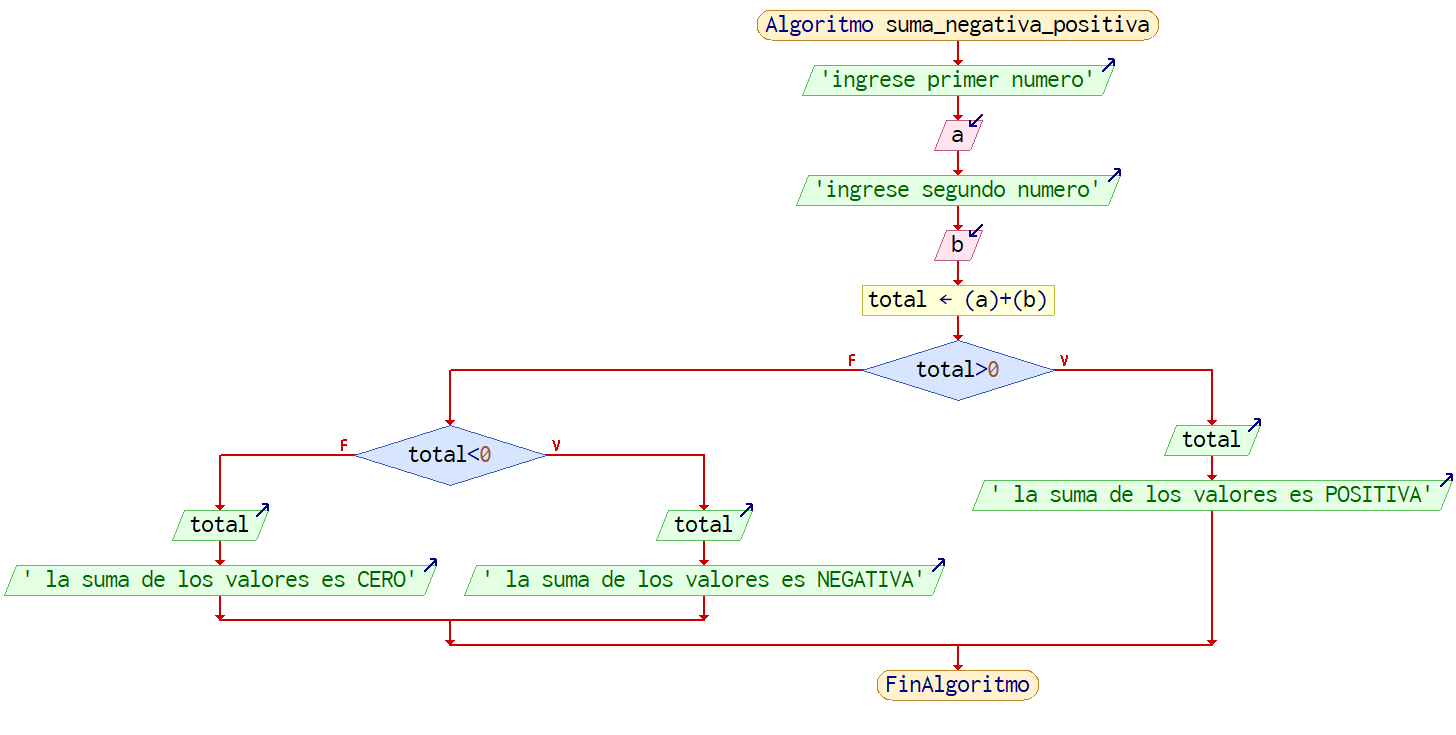 Algoritmo suma_negativa_positiva
'ingrese primer numero'
a
'ingrese segundo numero'
b
total ← (a)+(b)
F
total>0
V
F
total<0
V
total
' la suma de los valores es POSITIVA'
total
total
' la suma de los valores es CERO'
' la suma de los valores es NEGATIVA'
FinAlgoritmo